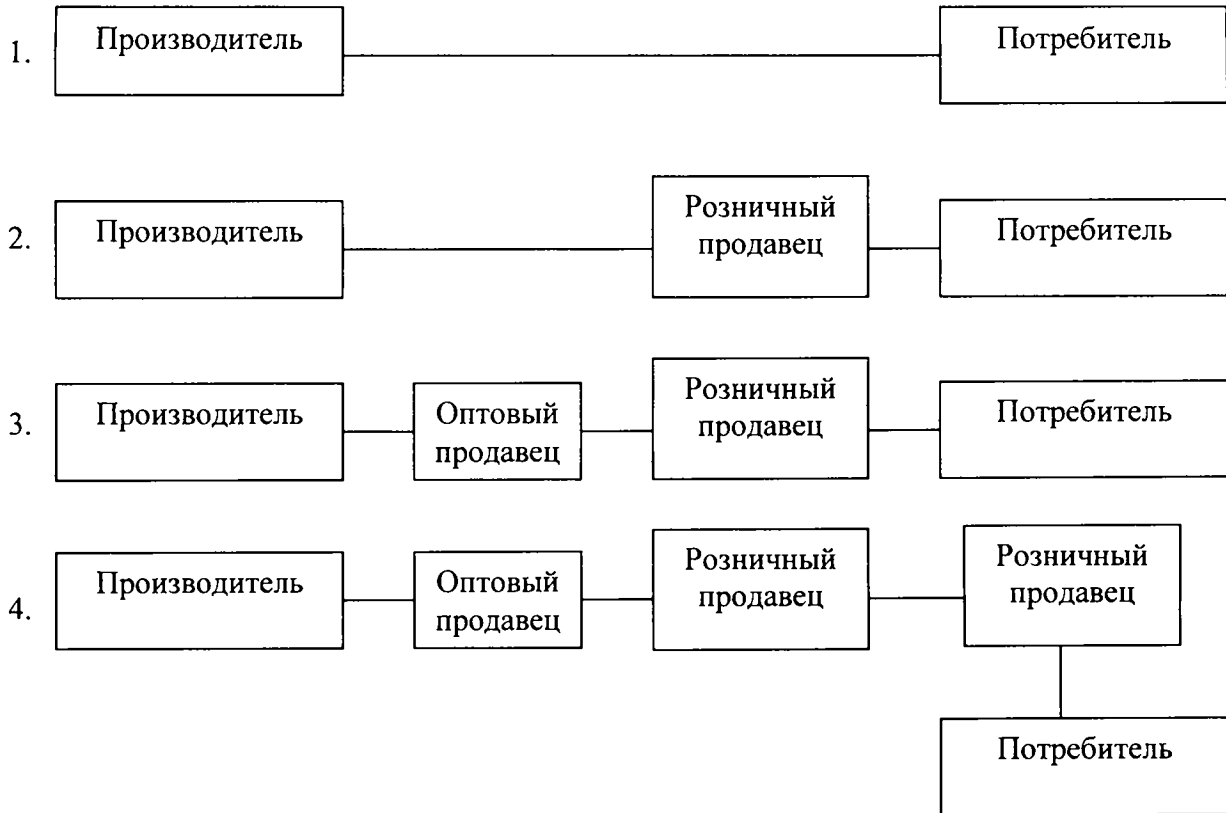 1. Производитель Потребитель
2. Производитель Розничный продавец Потребитель
3. Производитель Оптовый продавец Розничный продавец Потребитель
4. Производитель Оптовый продавец Розничный продавец Розничный продавец
Потребитель